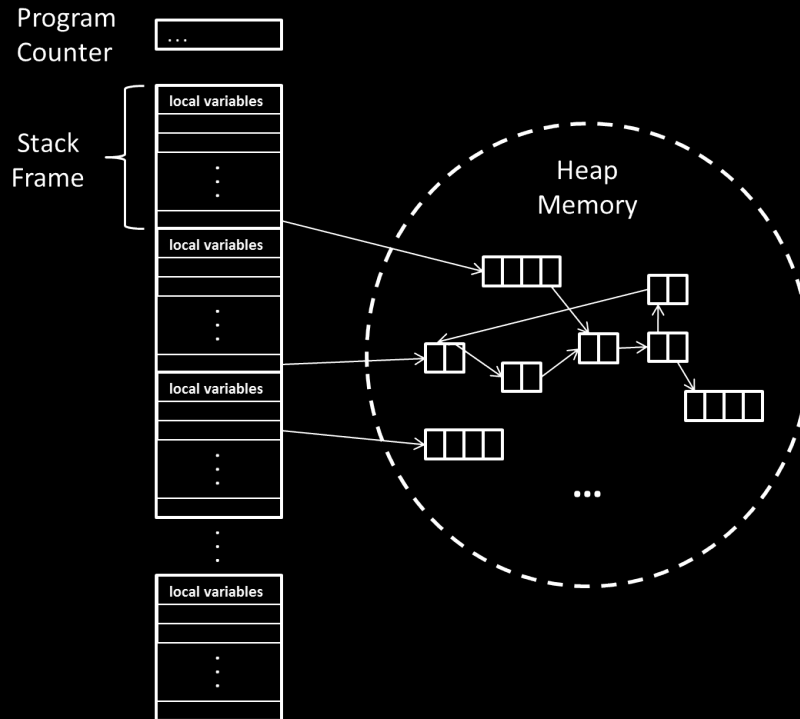 Program
Counter
...
local variables
Stack
Frame
Heap
Memory
local variables
local variables
...
local variables